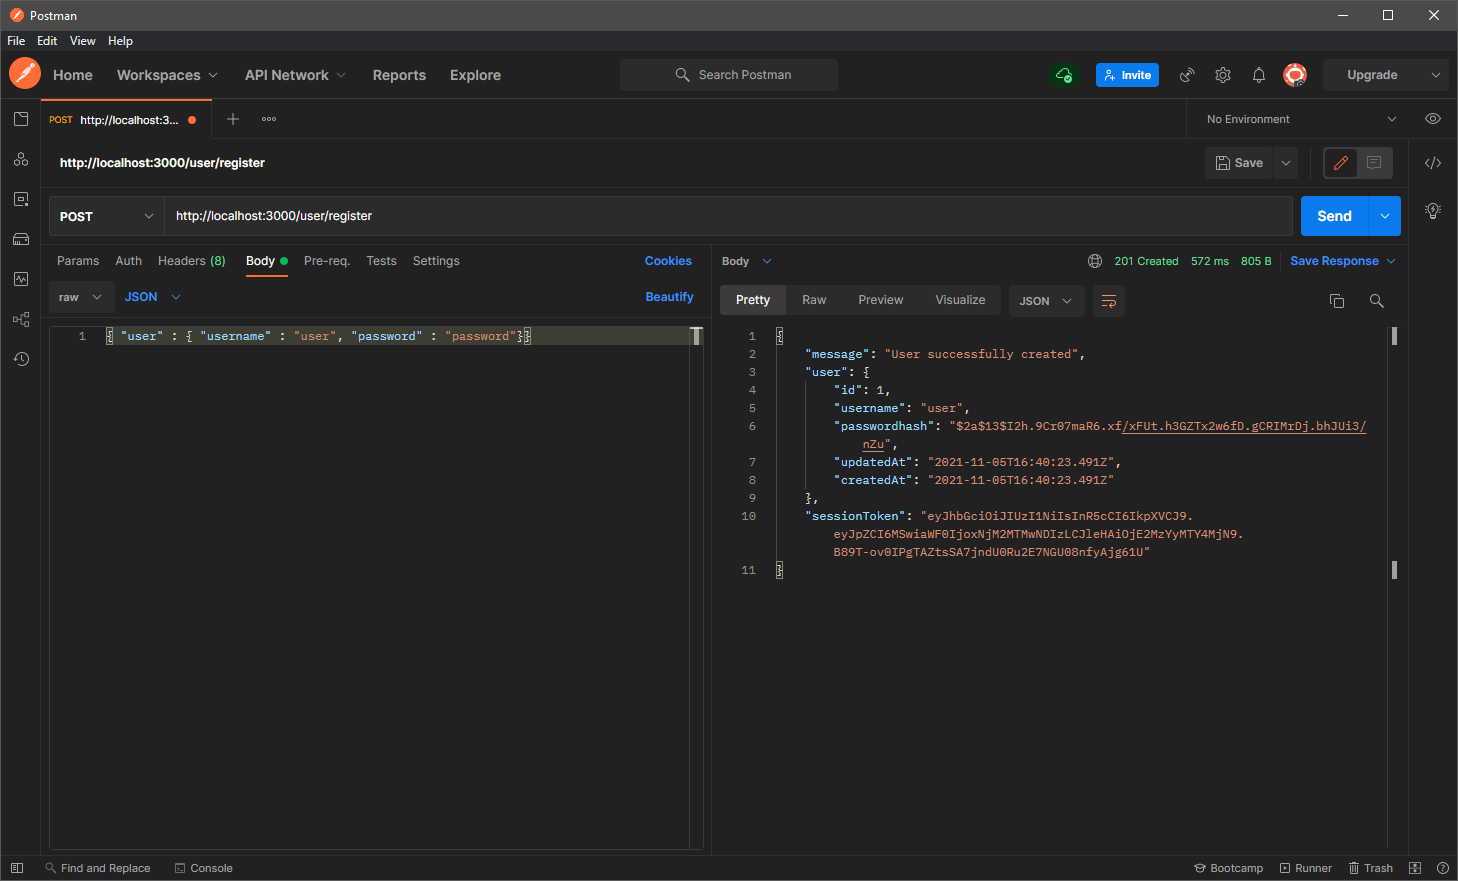 Postman
File Edit View Help
Home Workspaces API Network Reports Explore Search Postman Invite Upgrade
POST http://localhost:3... No Environment
http://localhost:3000/user/register Save
POST http://localhost:3000/user/register Send
Params Auth Headers (8) Body Pre-req. Tests Settings Cookies
raw JSON Beautify
1 { "user" : { "username" : "user", "password" : "password"}}
Body 201 Created 572 ms 805 B Save Response
Pretty Raw Preview Visualize JSON
1 {
2 "message": "User successfully created",
3 "user": {
4 "id": 1,
5 "username": "user",
6 "passwordhash": "$2a$13$I2h.9Cr07maR6.xf/xFUt.h3GZTx2w6fD.gCRIMrDj.bhJUi3/
nZu",
7 "updatedAt": "2021-11-05T16:40:23.491Z",
8 "createdAt": "2021-11-05T16:40:23.491Z"
9 },
10 "sessionToken": "eyJhbGciOiJIUzI1NiIsInR5cCI6IkpXVCJ9.
eyJpZCI6MSwiaWF0IjoxNjM2MTMwNDIzLCJleHAiOjE2MzYyMTY4MjN9.
B89T-ov0IPgTAZtsSA7jndU0Ru2E7NGU08nfyAjg61U"
11 }
Find and Replace Console Bootcamp Runner Trash